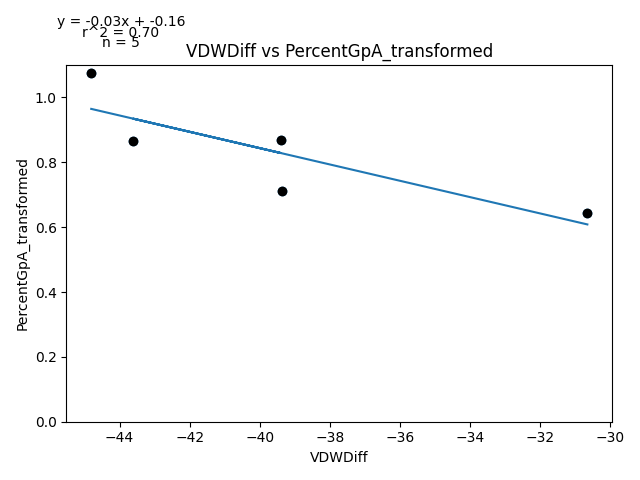 y = -0.03x + -0.16
r^2 = 0.70
n = 5
VDWDiff vs PercentGpA_transformed
1.0
0.8
0.6
0.4
0.2
0.0
PercentGpA_transformed
−44 −42 −40 −38 −36 −34 −32 −30
VDWDiff